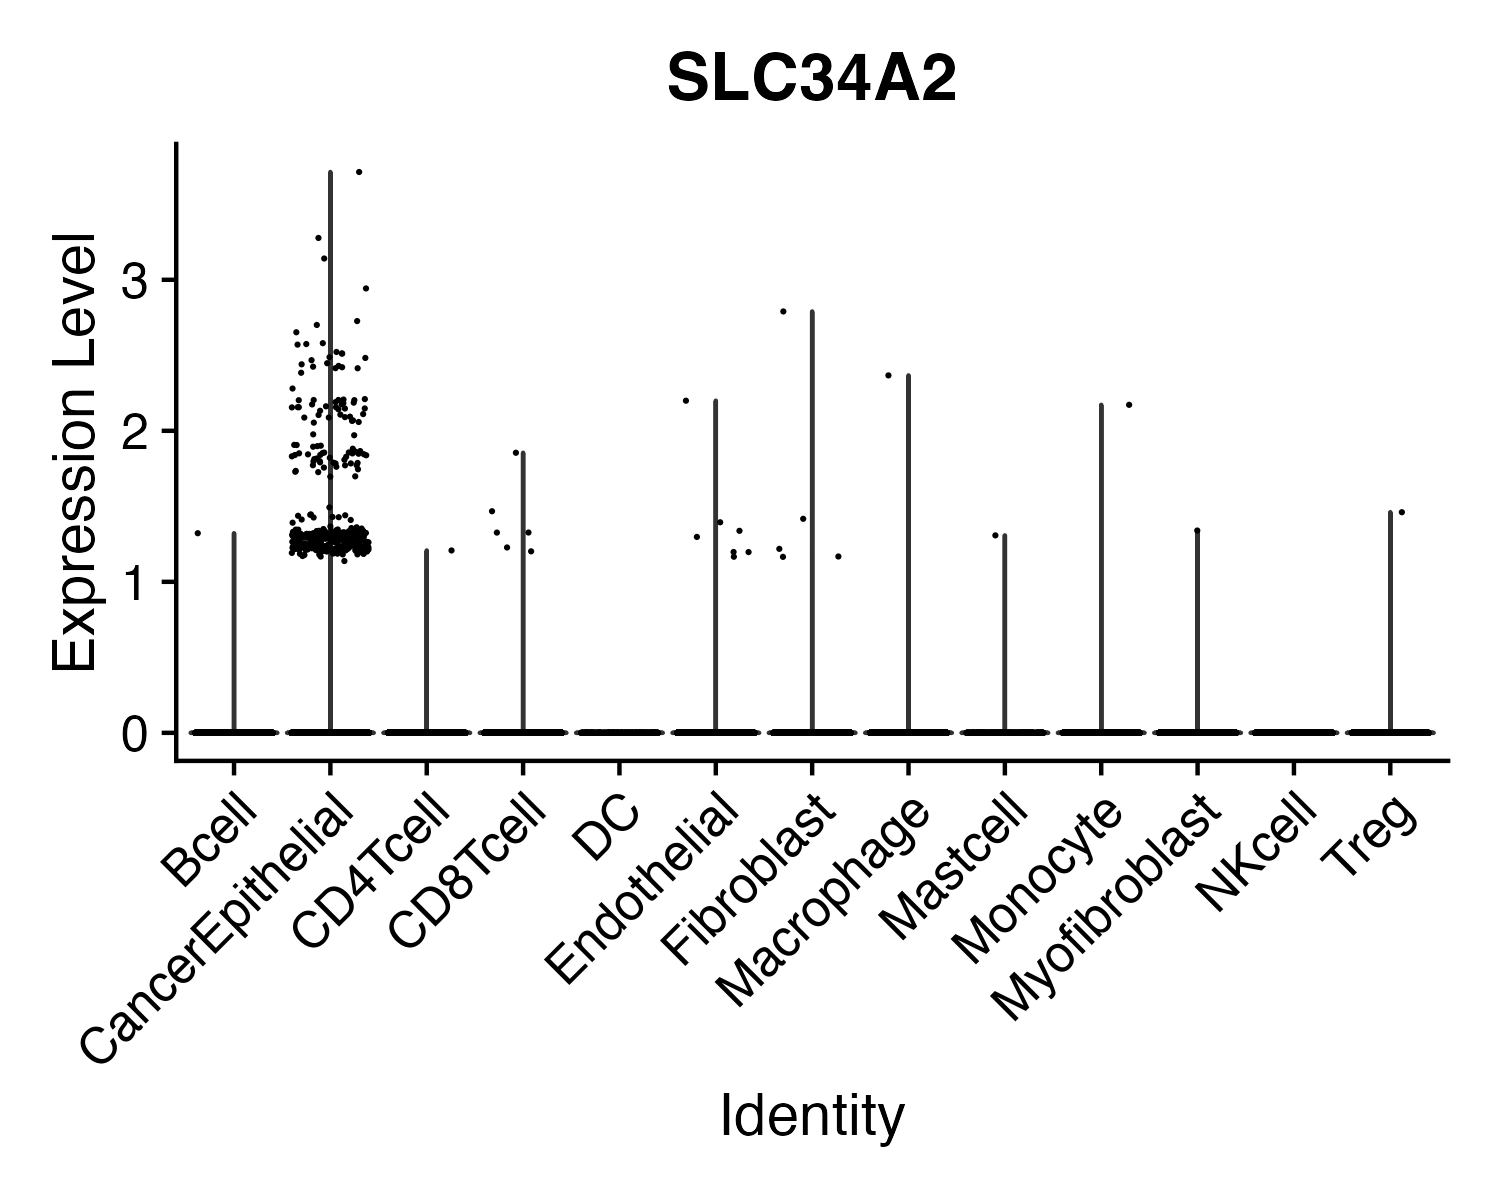 SLC34A2
Expression Level
3
2
1
0
Bcell
CancerEpithelial
CD4Tcell
CD8Tcell
DC
Endothelial
Fibroblast
Macrophage
Mastcell
Monocyte
Myofibroblast
NKcell
Treg
Identity